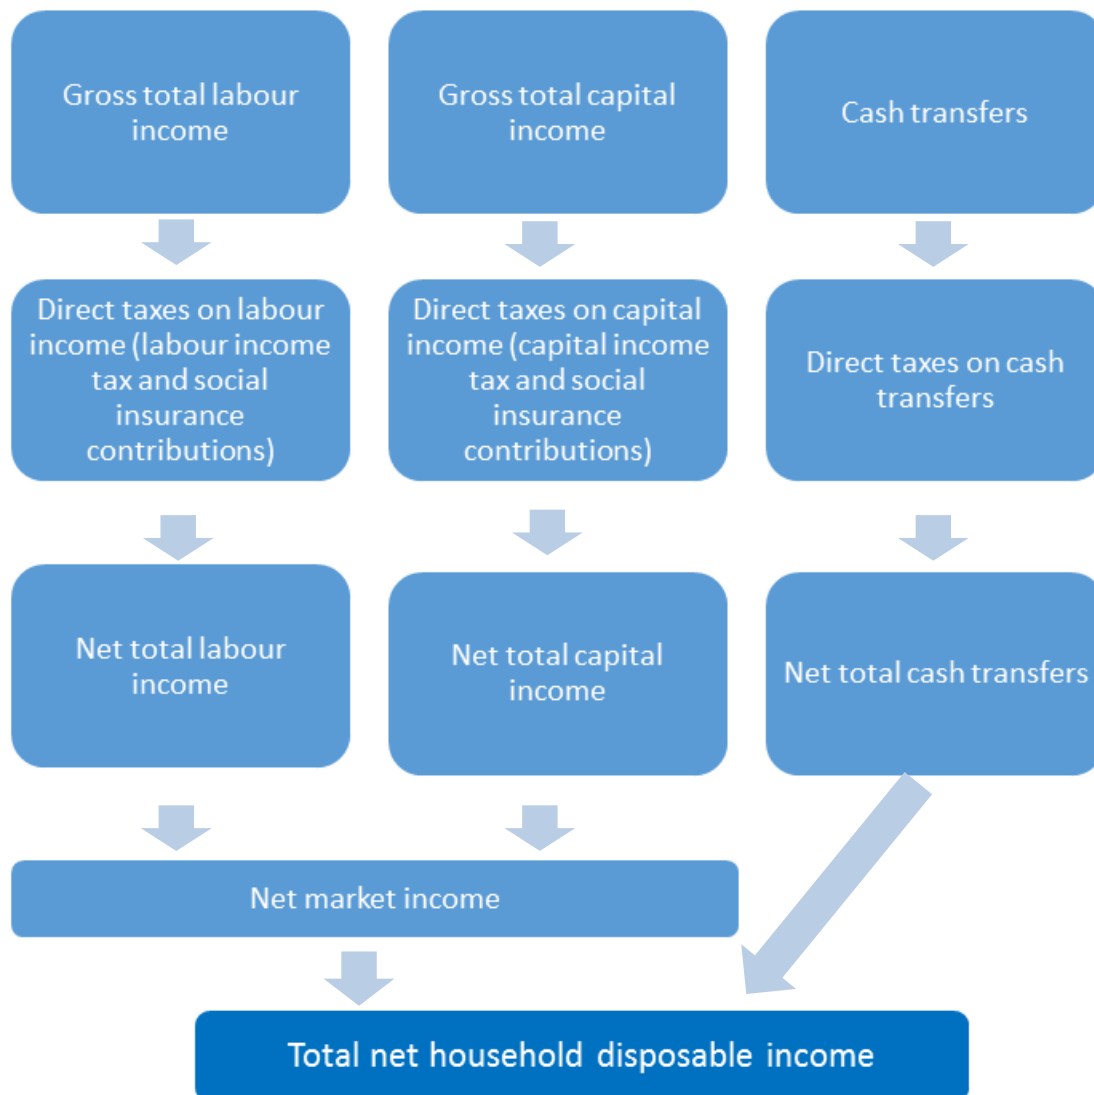 Gross total labour
income
Gross total capital
income
Cash transfers
Direct taxes on labour
income (labour income
tax and social
insurance
contributions)
Direct taxes on capital
income (capital income
tax and social
insurance
contributions)
Direct taxes on cash
transfers
Net total labour
income
Net total capital
income
Net total cash transfers
Net market income
Total net household disposable income